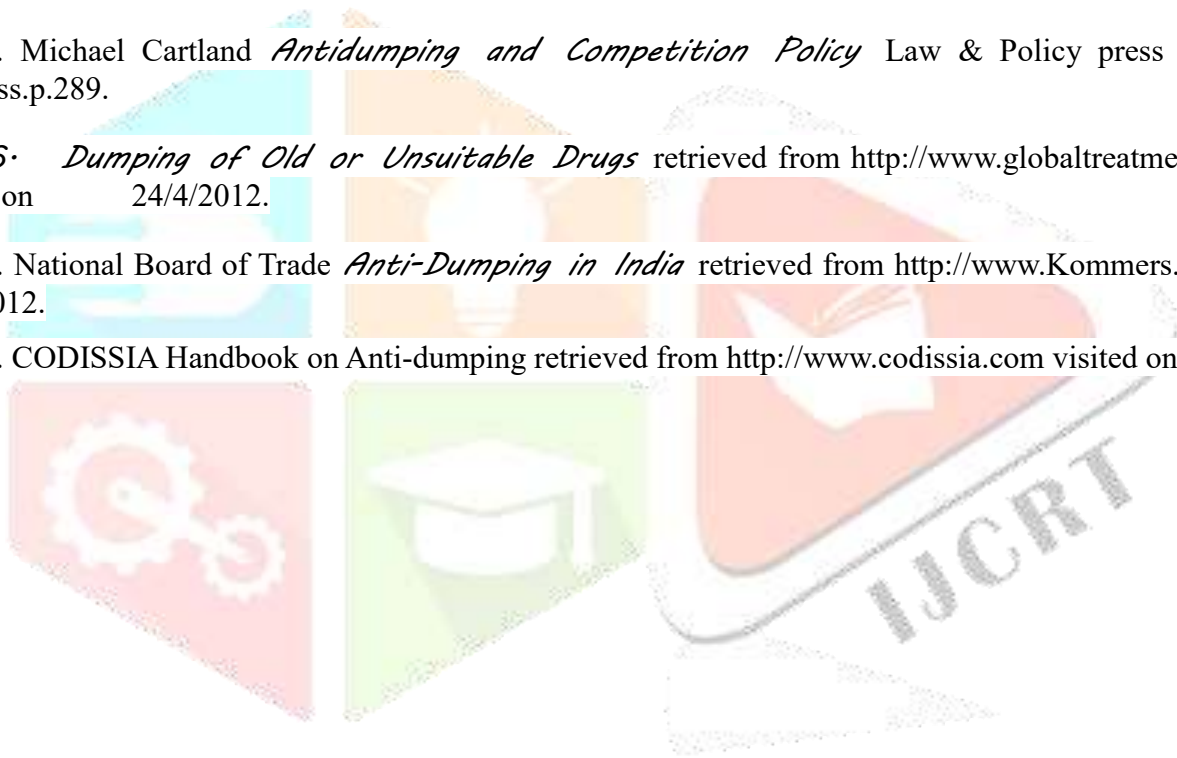 . Michael Cartland Antidumping and Competition Policy Law & Policy press
ss.p.289.
6. Dumping of Old or Unsuitable Drugs retrieved from http://www.globaltreatme
on 24/4/2012.
. National Board of Trade Anti-Dumping in India retrieved from http://www.Kommers.
012.
. CODISSIA Handbook on Anti-dumping retrieved from http://www.codissia.com visited on
IJCRT